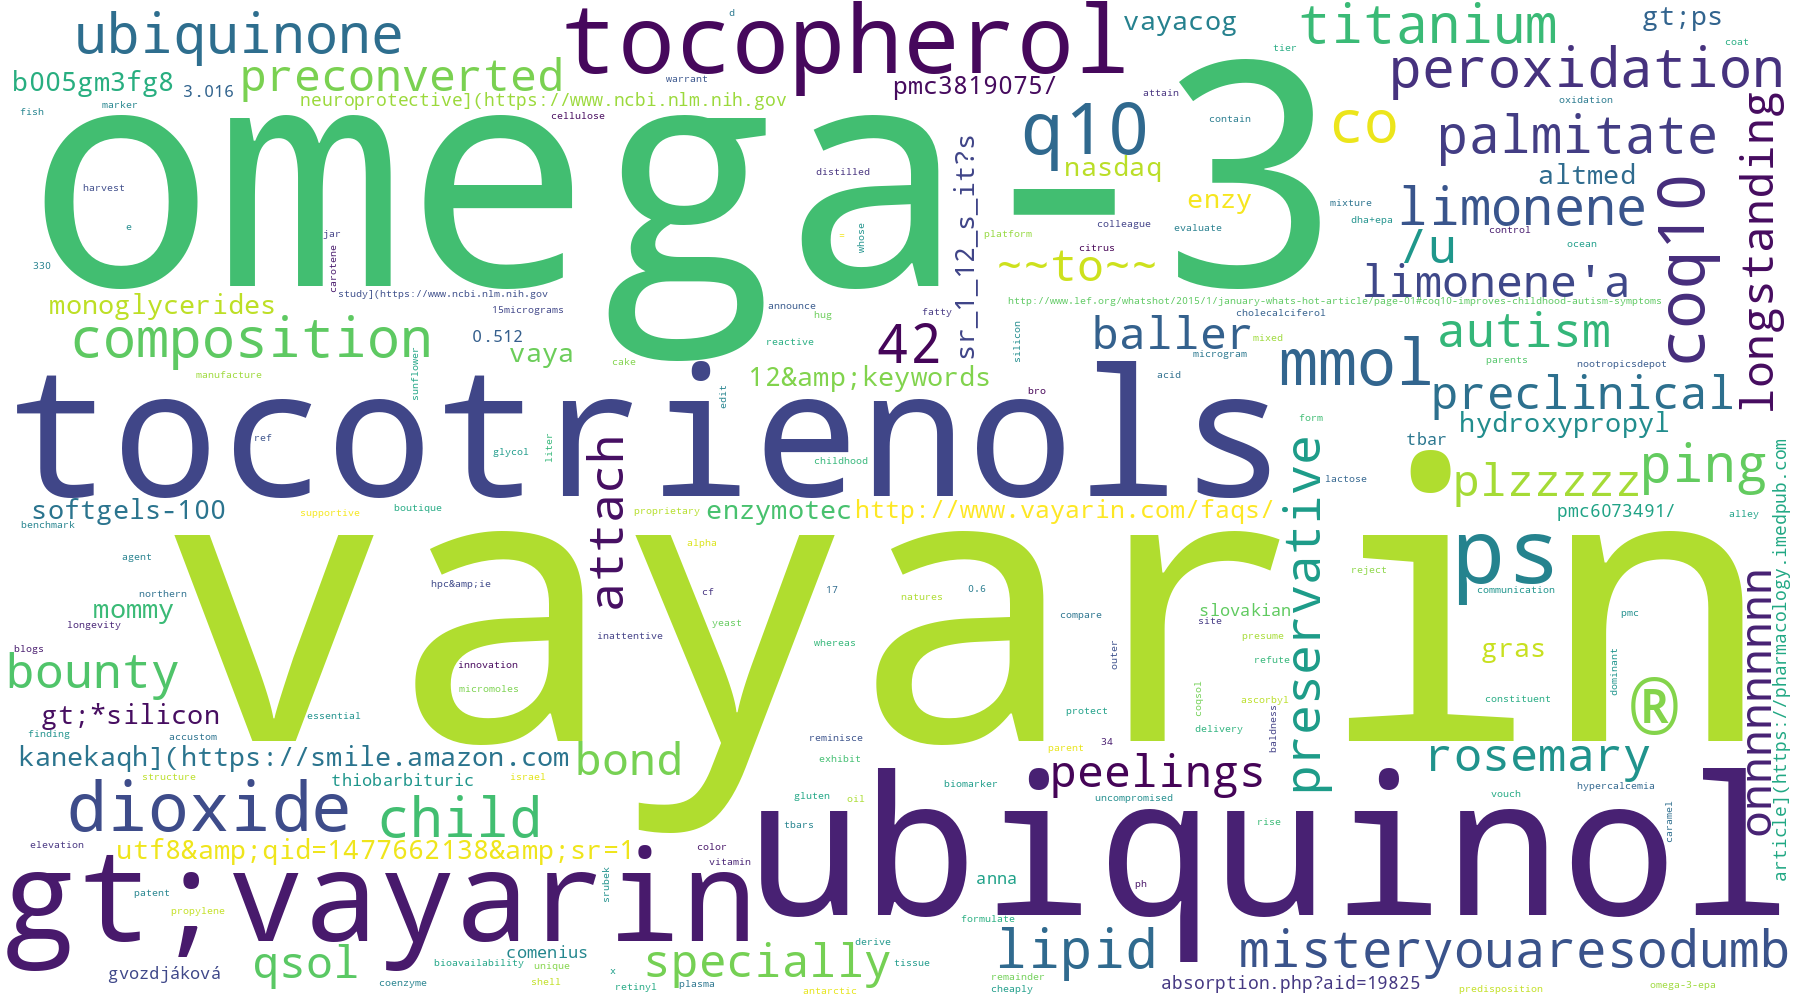 d
ubiquinone
tocopherol
vayacog
titanium
gt;ps
tier
coat
b005gm3fg8
3.016
preconverted
warrant
pmc3819075/
attain
peroxidation
fish
marker
neuroprotective](https://www.ncbi.nlm.nih.gov
cellulose
q10
contain
co
oxidation
palmitate
omega-3
harvest
distilled
sr_1_12_s_it?s
nasdaq
enzy
altmed
longstanding
e
jar
=
whose
platform
colleague
evaluate
mixture
dha+epa
limonene
coq10
330
carotene
citrus
~~to~~
/u
control
ocean
monoglycerides
study](https://www.ncbi.nlm.nih.gov
15micrograms
announce
hug
fatty
http://www.lef.org/whatshot/2015/1/january-whats-hot-article/page-01#coq10-improves-childhood-autism-symptoms
limonene'a
cholecalciferol
composition
0.512
vaya
reactive
42
silicon
baller
mixed
autism
manufacture
sunflower
cake
12&amp;keywords
microgram
mmol
parents
nootropicsdepot
tocotrienols
edit
bro
acid
preclinical
ref
glycol
liter
attach
childhood
form
hydroxypropyl
tbar
lactose
•
plzzzzz
ping
softgels-100
supportive
boutique
proprietary
enzymotec
http://www.vayarin.com/faqs/
preservative
pmc6073491/
alley
benchmark
article](https://pharmacology.imedpub.com
vayarin
agent
alpha
ps
reject
northern
hpc&amp;ie
cf
17
natures
0.6
communication
mommy
longevity
yeast
compare
slovakian
site
pmc
onnnnnnnnn
blogs
inattentive
whereas
presume
gras
bounty
innovation
outer
refute
dominant
micromoles
coqsol
ascorbyl
constituent
®
gt;*silicon
essential
protect
baldness
finding
accustom
reminisce
34
delivery
kanekaqh](https://smile.amazon.com
bond
parent
rosemary
structure
thiobarbituric
israel
exhibit
biomarker
peelings
hypercalcemia
dioxide
child
gluten
oil
uncompromised
vouch
ubiquinol
tbars
rise
caramel
elevation
utf8&amp;qid=1477662138&amp;sr=1
color
vitamin
gt;vayarin
patent
srubek
anna
ph
propylene
formulate
comenius
derive
lipid
misteryouaresodumb
gvozdjáková
qsol
bioavailability
unique
specially
tissue
coenzyme
shell
x
retinyl
plasma
antarctic
remainder
cheaply
absorption.php?aid=19825
predisposition
omega-3-epa